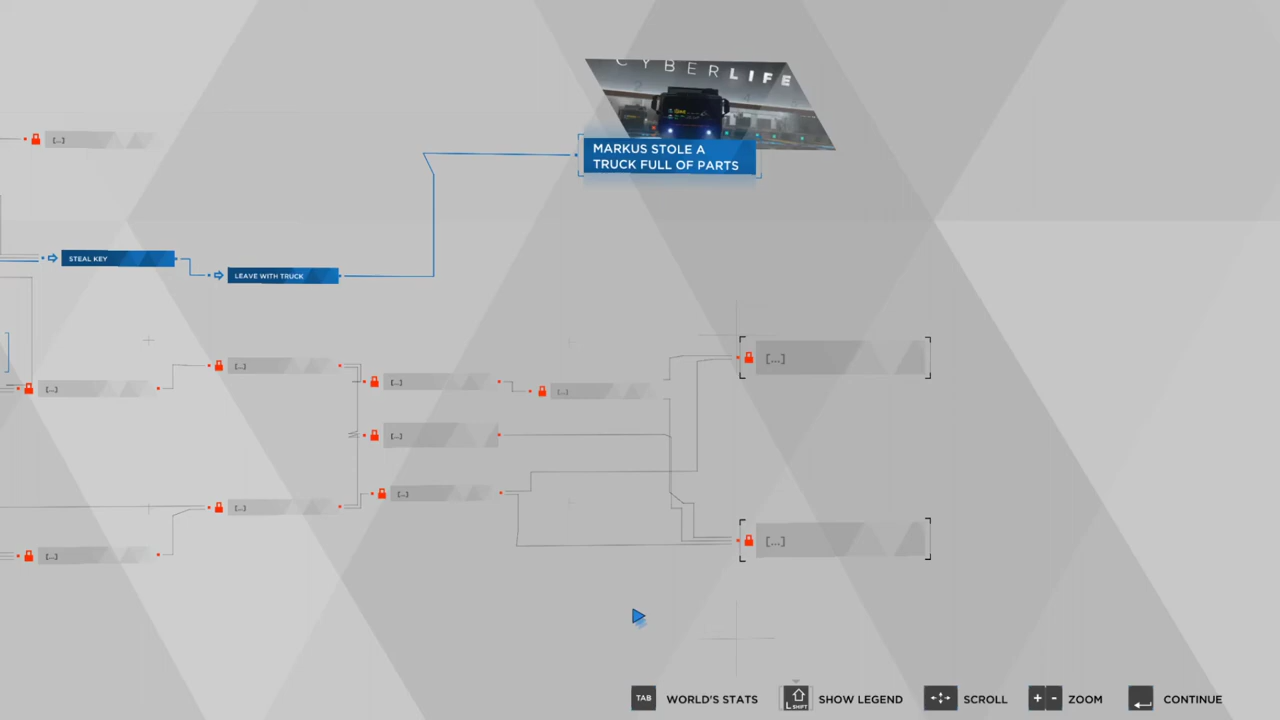 CYBERLIFE
[...]
MARKUS STOLE A
TRUCK FULL OF PARTS
STEAL KEY
LEAVE WITH TRUCK
[...]
[...]
[...]
[...]
[...]
[...]
[...]
[...]
[...]
[...]
TAB WORLD'S STATS L SHIFT SHOW LEGEND SCROLL + - ZOOM CONTINUE